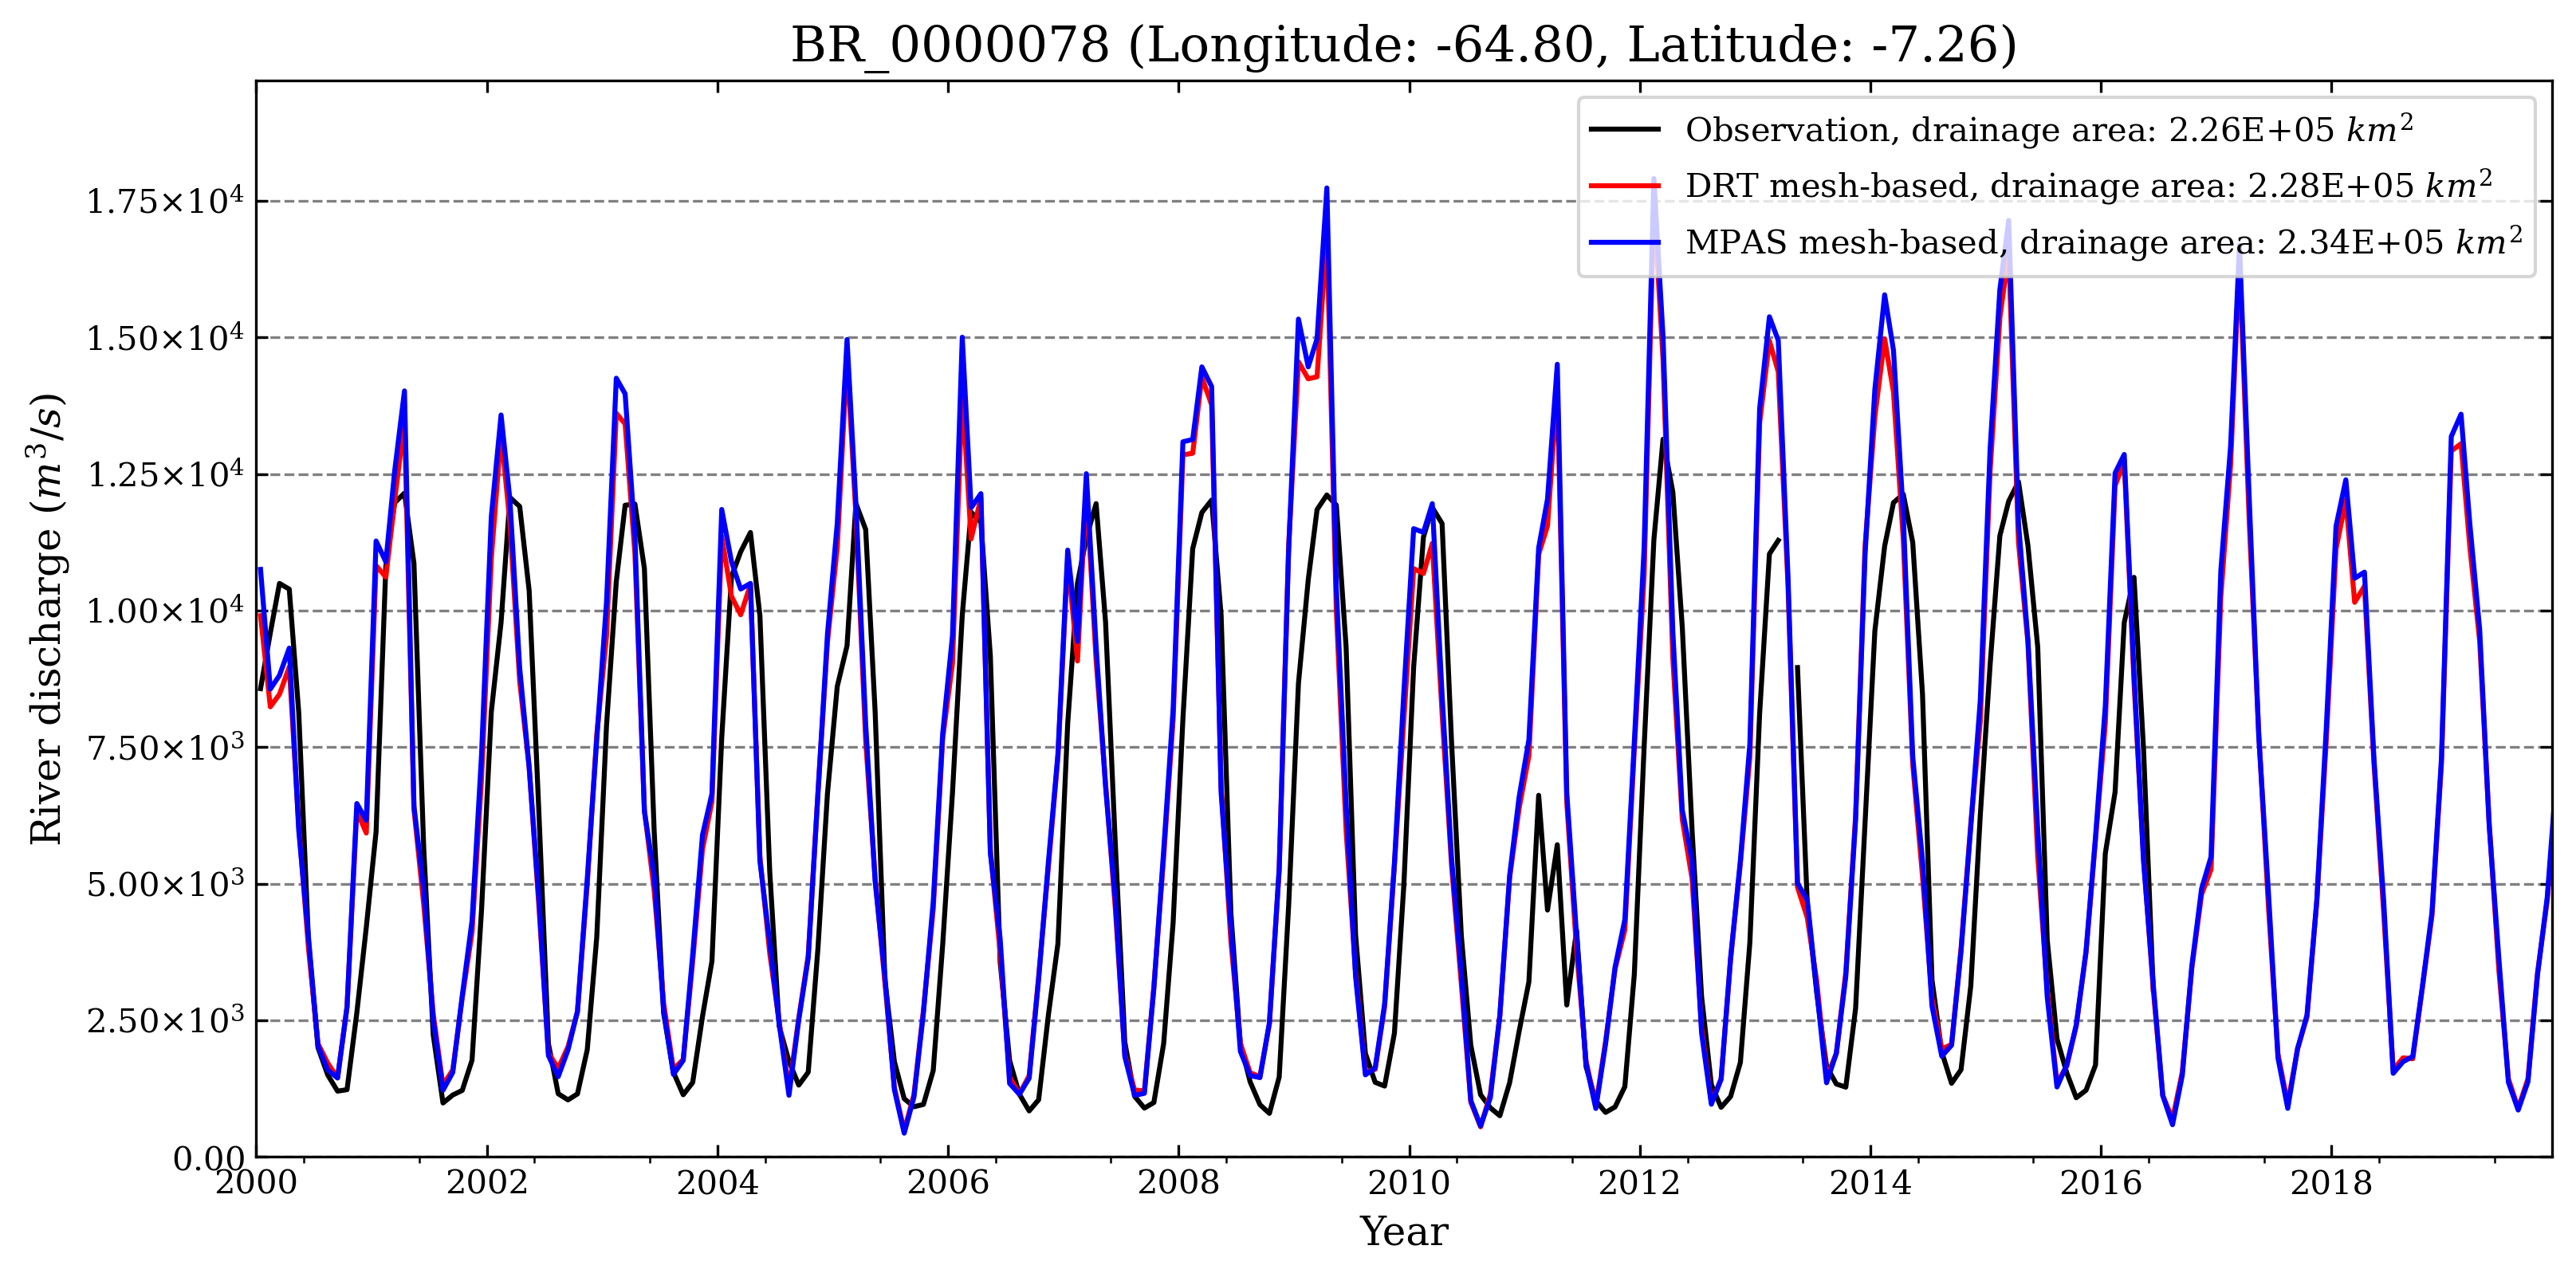 BR_0000078 (Longitude: -64.80, Latitude: -7.26)
Observation, drainage area: 2.26E+05 km²
DRT mesh-based, drainage area: 2.28E+05 km²
MPAS mesh-based, drainage area: 2.34E+05 km²
River discharge (m³/s)
1.75×10⁴
1.50×10⁴
1.25×10⁴
1.00×10⁴
7.50×10³
5.00×10³
2.50×10³
0.00
2000 2002 2004 2006 2008 2010 2012 2014 2016 2018
Year